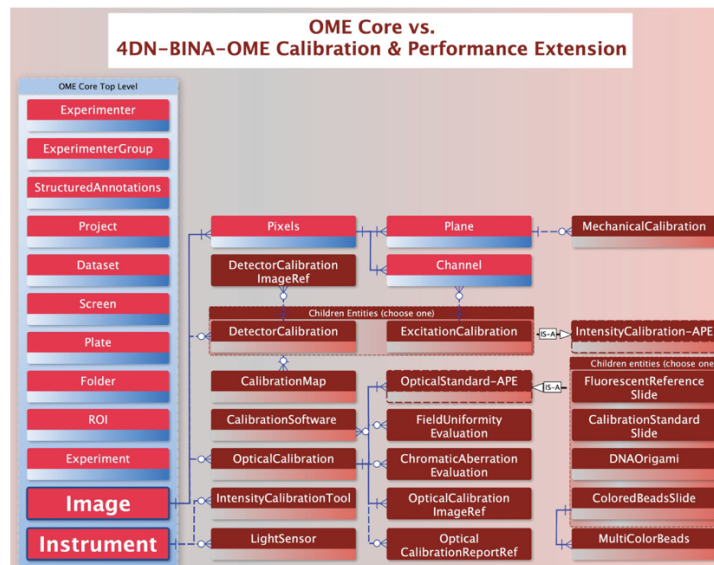 OME Core vs.
4DN-BINA-OME Calibration & Performance Extension
OME Core Top Level
Experimenter
ExperimenterGroup
StructuredAnnotations
Project
Dataset
Screen
Plate
Folder
ROI
Experiment
Image
Instrument
Pixels
Plane
MechanicalCalibration
DetectorCalibration
ImageRef
Channel
Children Entities (choose one)
DetectorCalibration
ExcitationCalibration
IS-A
IntensityCalibration-APE
CalibrationMap
OpticalStandard-APE
IS-A
Children entities (choose one
FluorescentReference
Slide
CalibrationSoftware
FieldUniformity
Evaluation
CalibrationStandard
Slide
OpticalCalibration
ChromaticAberration
Evaluation
DNAOrigami
IntensityCalibrationTool
OpticalCalibration
ImageRef
ColoredBeadsSlide
LightSensor
Optical
CalibrationReportRef
MultiColorBeads